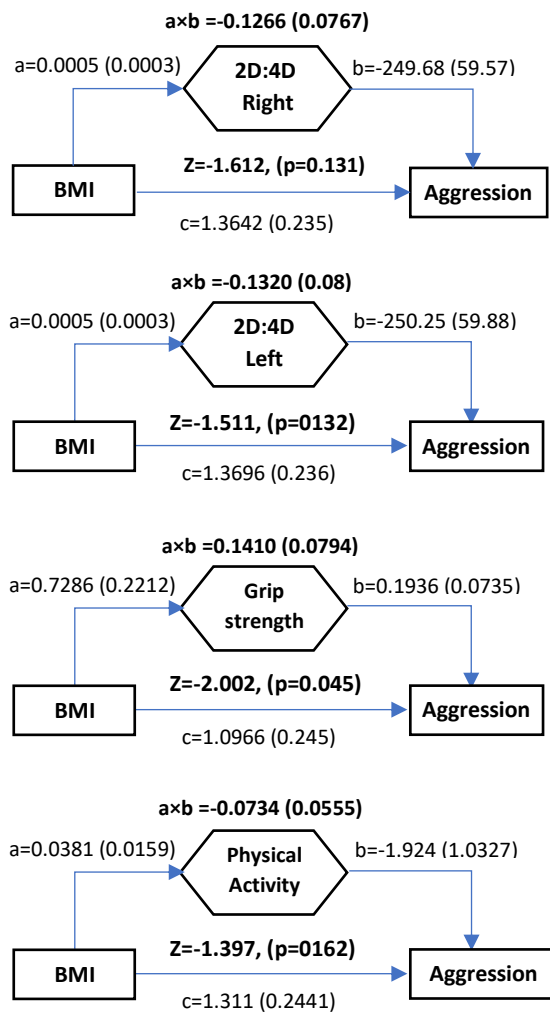 a×b =-0.1266 (0.0767)
a=0.0005 (0.0003)
2D:4D
Right
b=-249.68 (59.57)
BMI
Z=-1.612, (p=0.131)
Aggression
c=1.3642 (0.235)
a×b =-0.1320 (0.08)
a=0.0005 (0.0003)
2D:4D
Left
b=-250.25 (59.88)
BMI
Z=-1.511, (p=0132)
Aggression
c=1.3696 (0.236)
a×b =0.1410 (0.0794)
a=0.7286 (0.2212)
Grip
strength
b=0.1936 (0.0735)
BMI
Z=-2.002, (p=0.045)
Aggression
c=1.0966 (0.245)
a×b =-0.0734 (0.0555)
a=0.0381 (0.0159)
Physical
Activity
b=-1.924 (1.0327)
BMI
Z=-1.397, (p=0162)
Aggression
c=1.311 (0.2441)